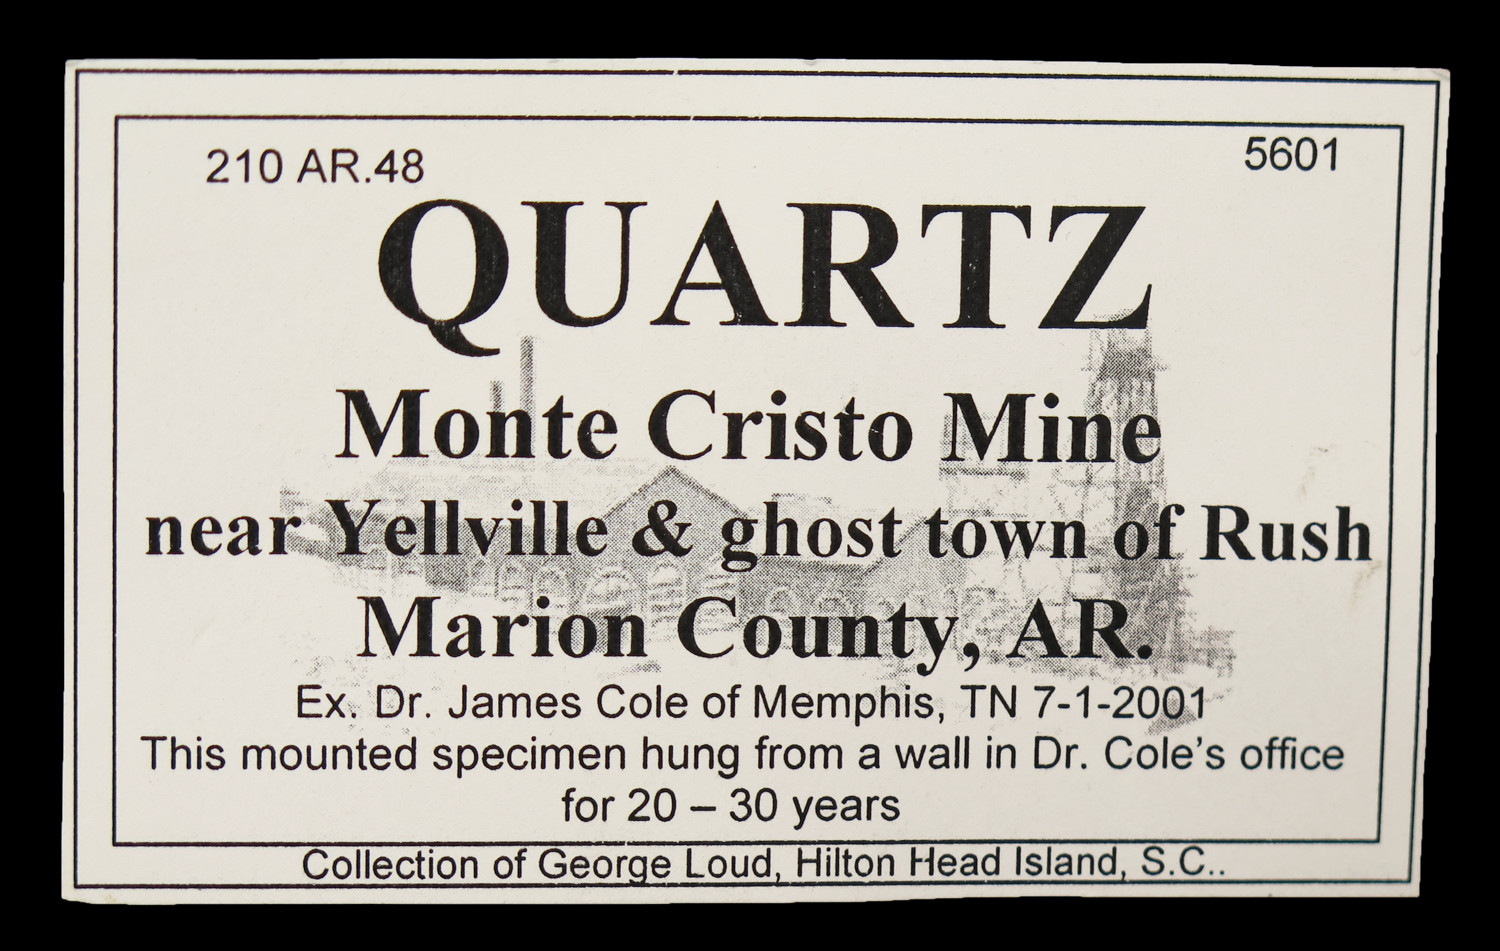 210 AR.48 5601
QUARTZ
Monte Cristo Mine
near Yellville & ghost town of Rush
Marion County, AR.
Ex. Dr. James Cole of Memphis, TN 7-1-2001
This mounted specimen hung from a wall in Dr. Cole's office
for 20 – 30 years
Collection of George Loud, Hilton Head Island, S.C..